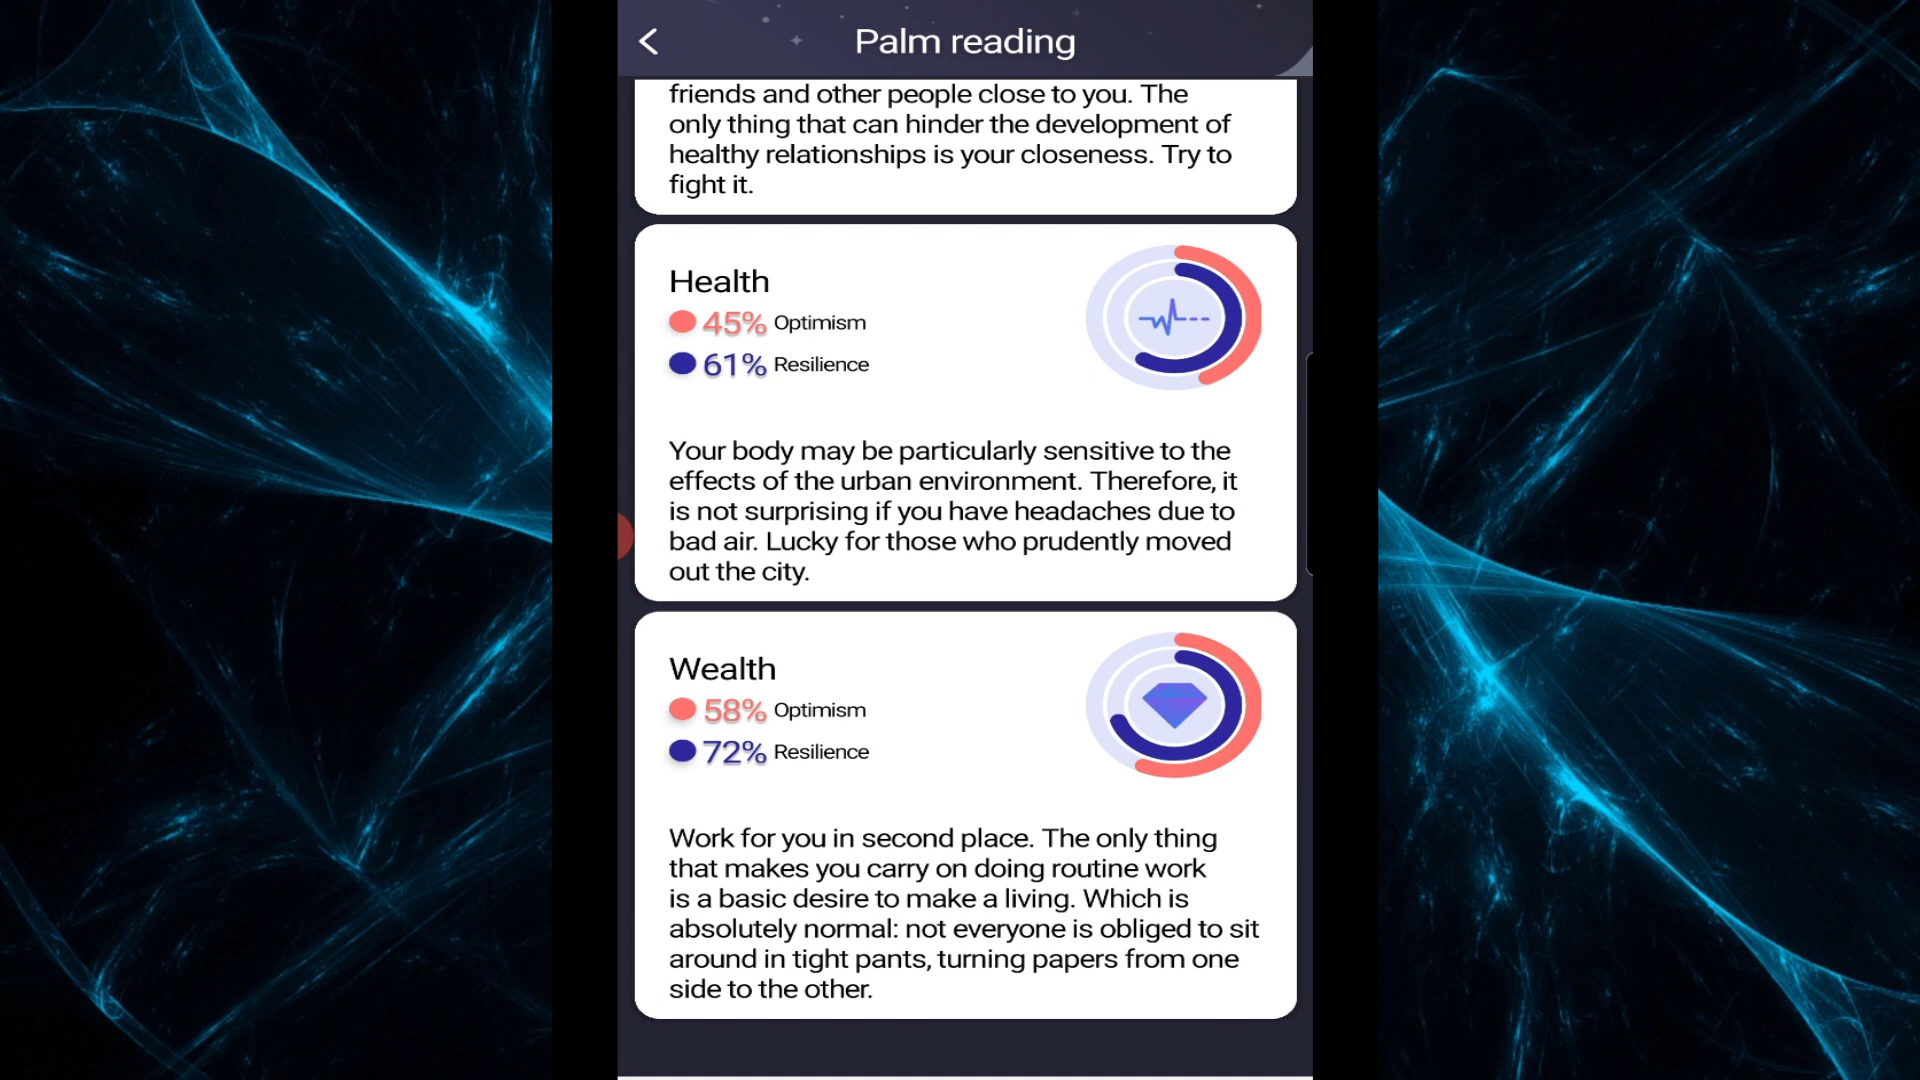 Palm reading
friends and other people close to you. The
only thing that can hinder the development of
healthy relationships is your closeness. Try to
fight it.
Health
45% Optimism
61% Resilience
Your body may be particularly sensitive to the
effects of the urban environment. Therefore, it
is not surprising if you have headaches due to
bad air. Lucky for those who prudently moved
out the city.
Wealth
58% Optimism
72% Resilience
Work for you in second place. The only thing
that makes you carry on doing routine work
is a basic desire to make a living. Which is
absolutely normal: not everyone is obliged to sit
around in tight pants, turning papers from one
side to the other.